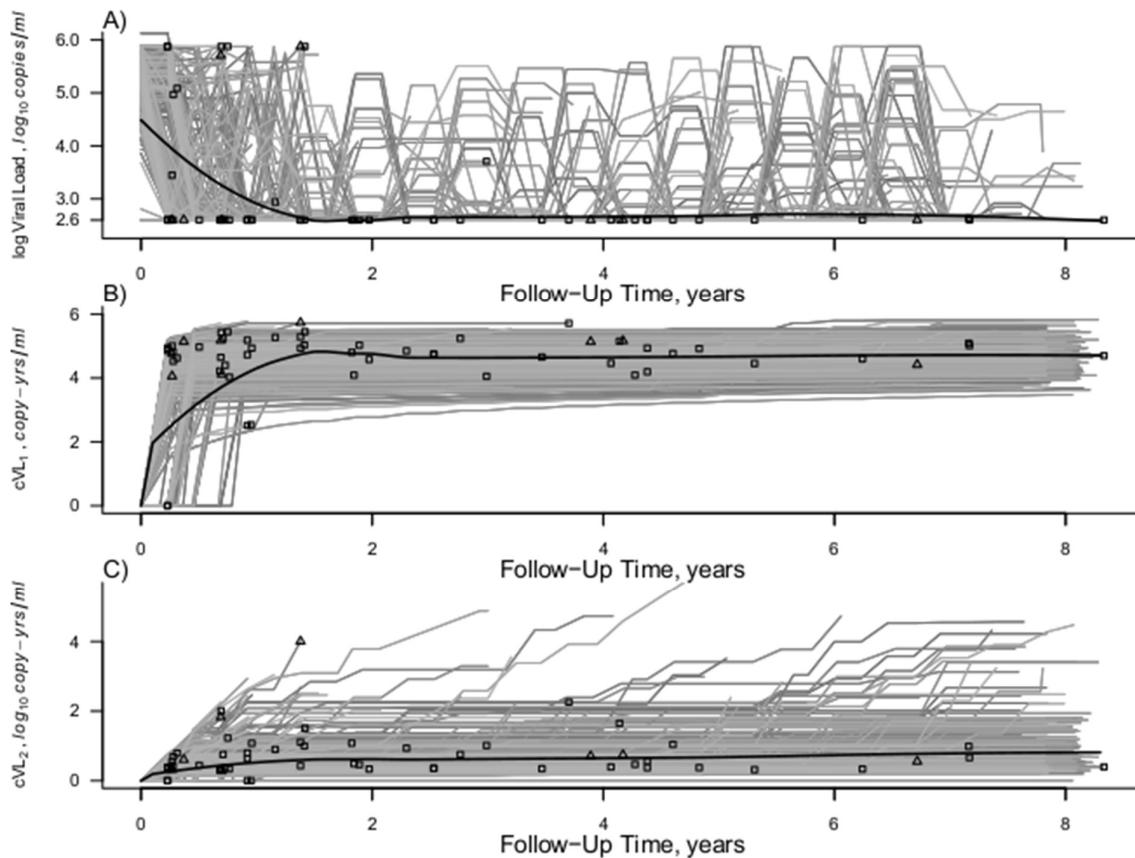 A)
log Viral Load , log10 copies/ml
6.0
5.0
4.0
3.0
2.6
0 2 4 6 8
Follow−Up Time, years
B)
cVL1 , copy−yrs/ml
6
4
2
0
0 2 4 6 8
Follow−Up Time, years
C)
cVL2, log10 copy−yrs/ml
4
2
0
0 2 4 6 8
Follow−Up Time, years